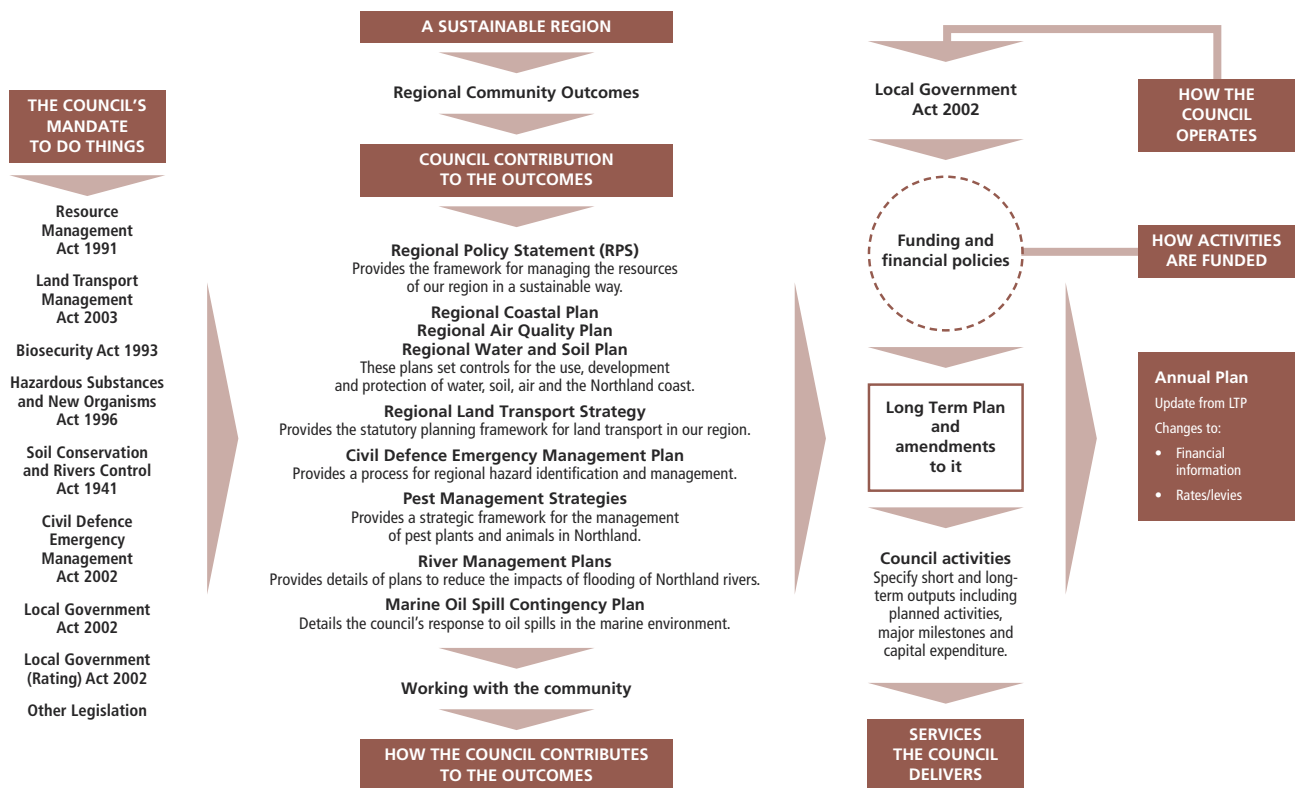 THE COUNCIL'S
MANDATE
TO DO THINGS
Resource
Management
Act 1991
Land Transport
Management
Act 2003
Biosecurity Act 1993
Hazardous Substances
and New Organisms
Act 1996
Soil Conservation
and Rivers Control
Act 1941
Civil Defence
Emergency
Management
Act 2002
Local Government
Act 2002
Local Government
(Rating) Act 2002
Other Legislation
A SUSTAINABLE REGION
Regional Community Outcomes
COUNCIL CONTRIBUTION
TO THE OUTCOMES
Regional Policy Statement (RPS)
Provides the framework for managing the resources
of our region in a sustainable way.
Regional Coastal Plan
Regional Air Quality Plan
Regional Water and Soil Plan
These plans set controls for the use, development
and protection of water, soil, air and the Northland coast.
Regional Land Transport Strategy
Provides the statutory planning framework for land transport in our region.
Civil Defence Emergency Management Plan
Provides a process for regional hazard identification and management.
Pest Management Strategies
Provides a strategic framework for the management
of pest plants and animals in Northland.
River Management Plans
Provides details of plans to reduce the impacts of flooding of Northland rivers.
Marine Oil Spill Contingency Plan
Details the council's response to oil spills in the marine environment.
Working with the community
HOW THE COUNCIL CONTRIBUTES
TO THE OUTCOMES
Local Government
Act 2002
Funding and
financial policies
Long Term Plan
and
amendments
to it
Council activities
Specify short and long-
term outputs including
planned activities,
major milestones and
capital expenditure.
SERVICES
THE COUNCIL
DELIVERS
HOW THE
COUNCIL
OPERATES
HOW ACTIVITIES
ARE FUNDED
Annual Plan
Update from LTP
Changes to:
• Financial
information
• Rates/levies